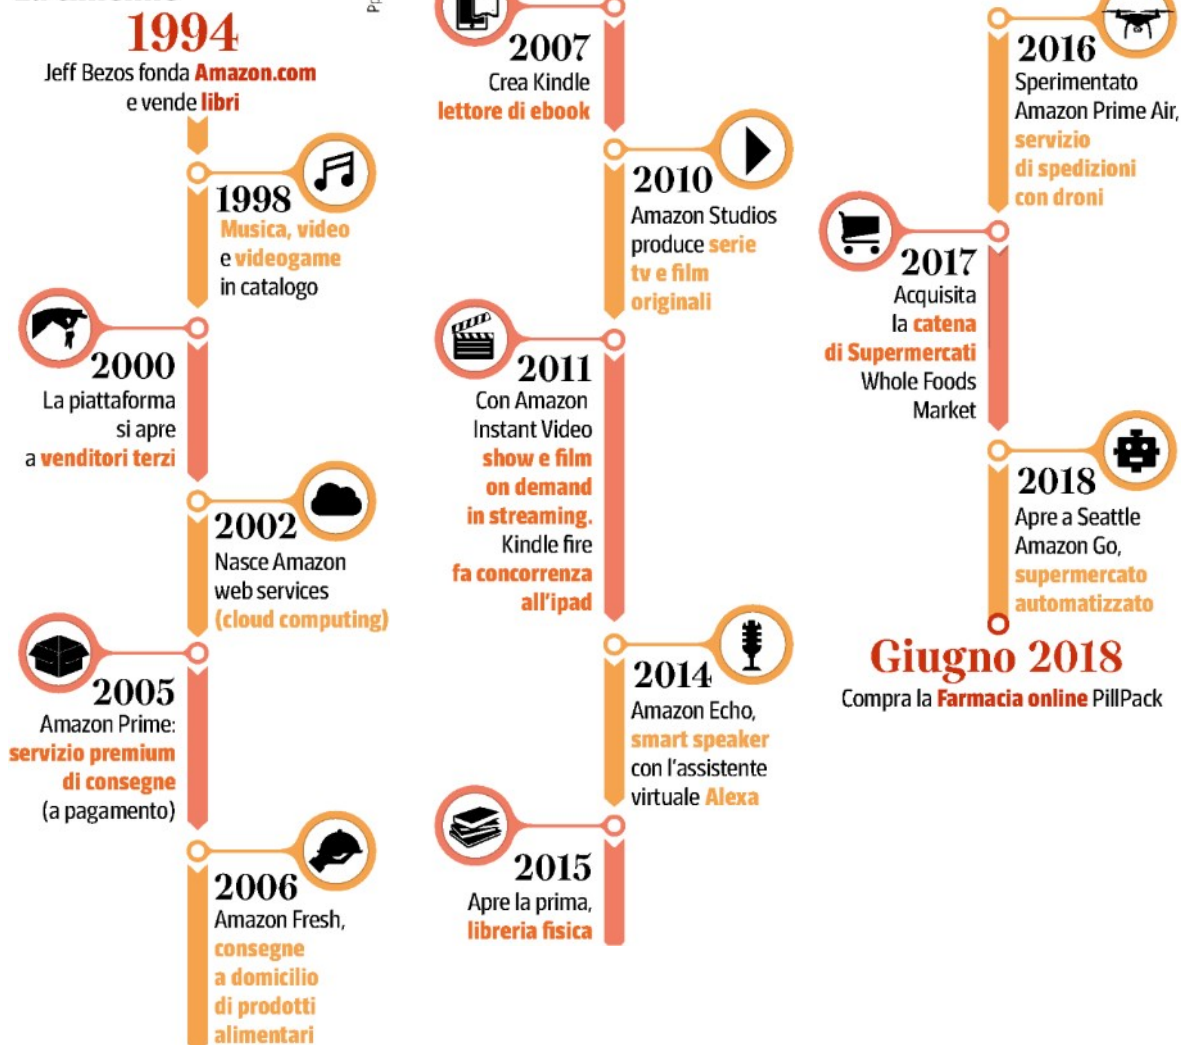 1994
Jeff Bezos fonda Amazon.com
e vende libri
1998
Musica, video
e videogame
in catalogo
2000
La piattaforma
si apre
a venditori terzi
2002
Nasce Amazon
web services
(cloud computing)
2005
Amazon Prime:
servizio premium
di consegne
(a pagamento)
2006
Amazon Fresh,
consegne
a domicilio
di prodotti
alimentari
2007
Crea Kindle
lettore di ebook
2010
Amazon Studios
produce serie
tv e film
originali
2011
Con Amazon
Instant Video
show e film
on demand
in streaming.
Kindle fire
fa concorrenza
all'ipad
2014
Amazon Echo,
smart speaker
con l'assistente
virtuale Alexa
2015
Apre la prima,
libreria fisica
2016
Sperimentato
Amazon Prime Air,
servizio
di spedizioni
con droni
2017
Acquisita
la catena
di Supermercati
Whole Foods
Market
2018
Apre a Seattle
Amazon Go,
supermercato
automatizzato
Giugno 2018
Compra la Farmacia online PillPack